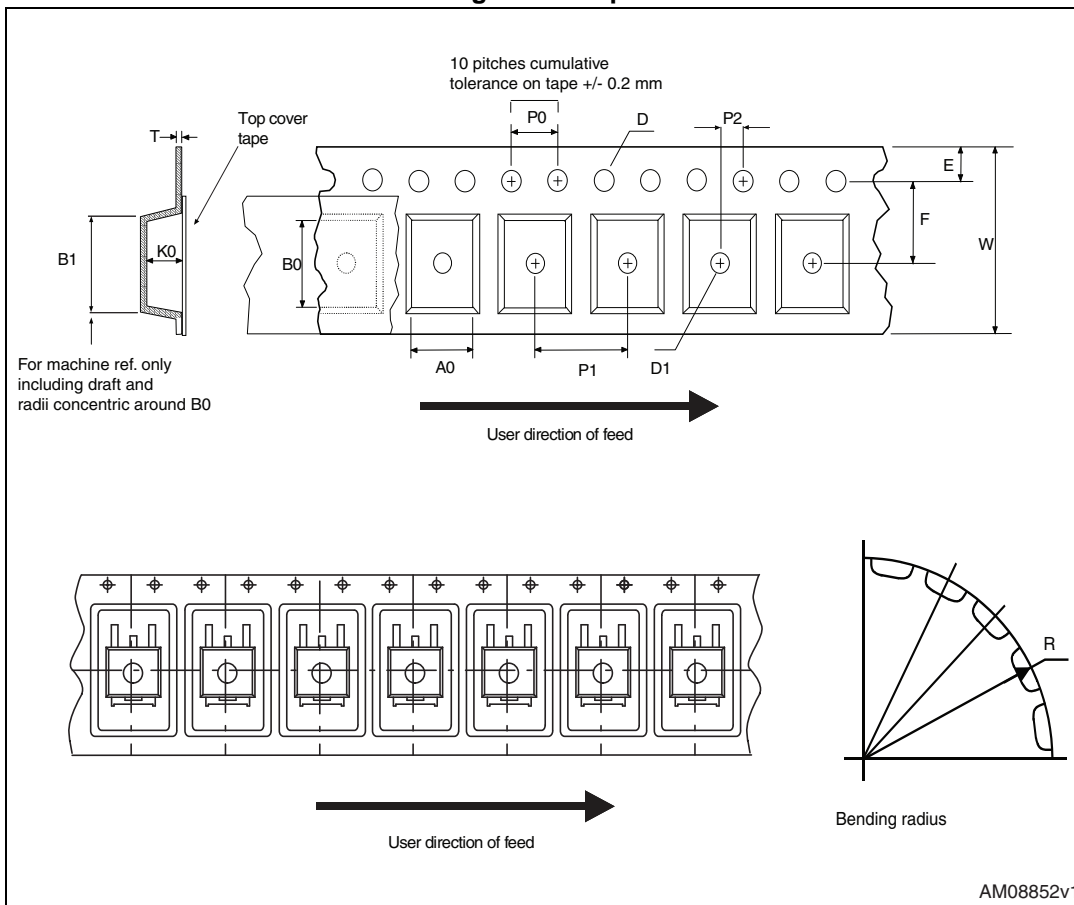 10 pitches cumulative
tolerance on tape +/- 0.2 mm
Top cover
tape
T
P0
D
P2
E
F
W
B1
K0
B0
For machine ref. only
including draft and
radii concentric around B0
A0
P1
D1
User direction of feed
R
Bending radius
User direction of feed
AM08852v1